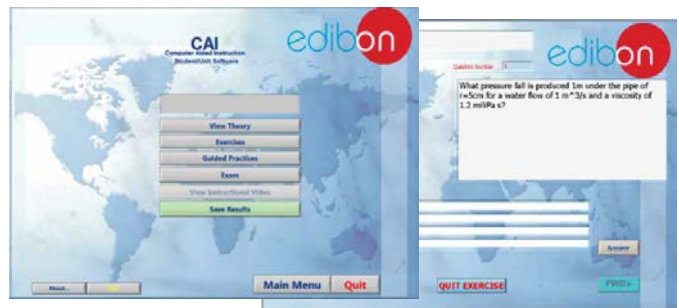 CAI
Computer Aided Instruction
Student/Unit Software
edibon
View Theory
Exercises
Guided Practices
Exam
View Instructional Video
Save Results
About...
Main Menu
Quit
edibon
Question Number
What pressure fall is produced 1m under the pipe of
r=5cm for a water flow of 1 m^3/s and a viscosity of
1.2 miliPa s?
Answer
QUIT EXERCISE
FWD>